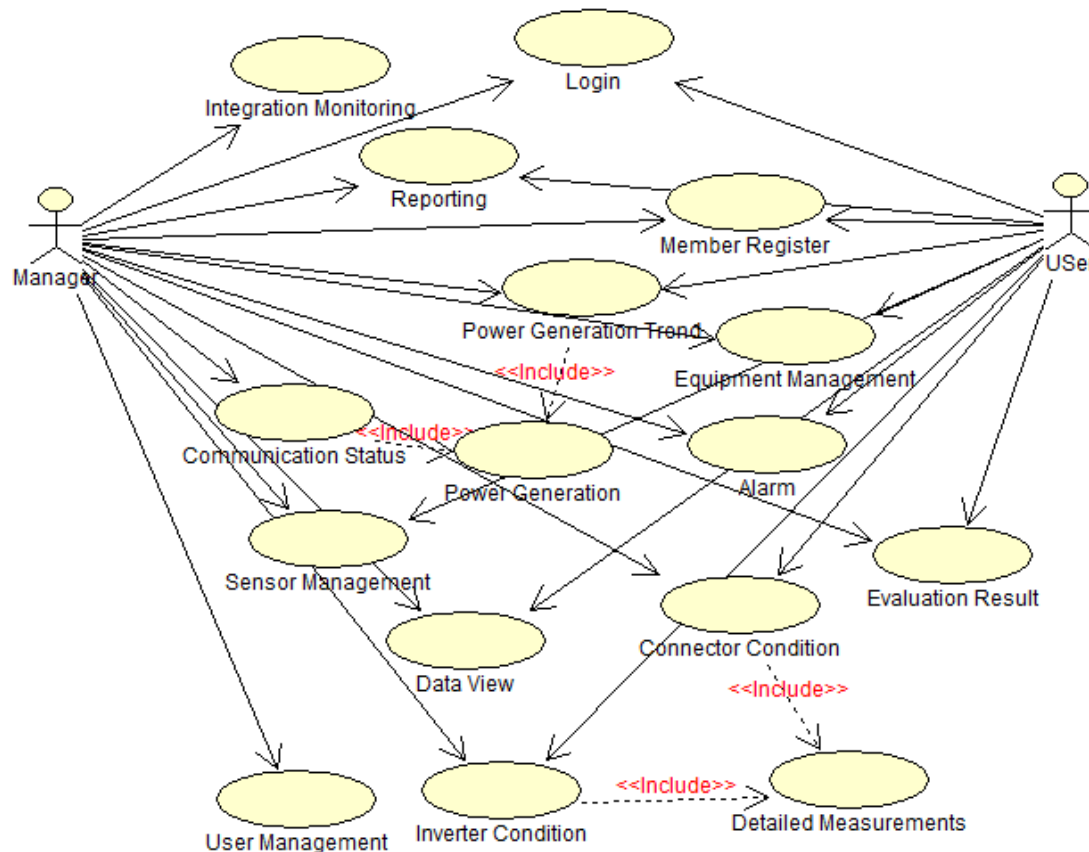 Login
Integration Monitoring
Reporting
Member Register
Manager
USe
Power Generation Trend
<<Include>>
Equipment Management
<<Include>>
Communication Status
Power Generation
Alarm
Sensor Management
Evaluation Result
Connector Condition
Data View
<<Include>>
<<Include>>
Detailed Measurements
User Management
Inverter Condition